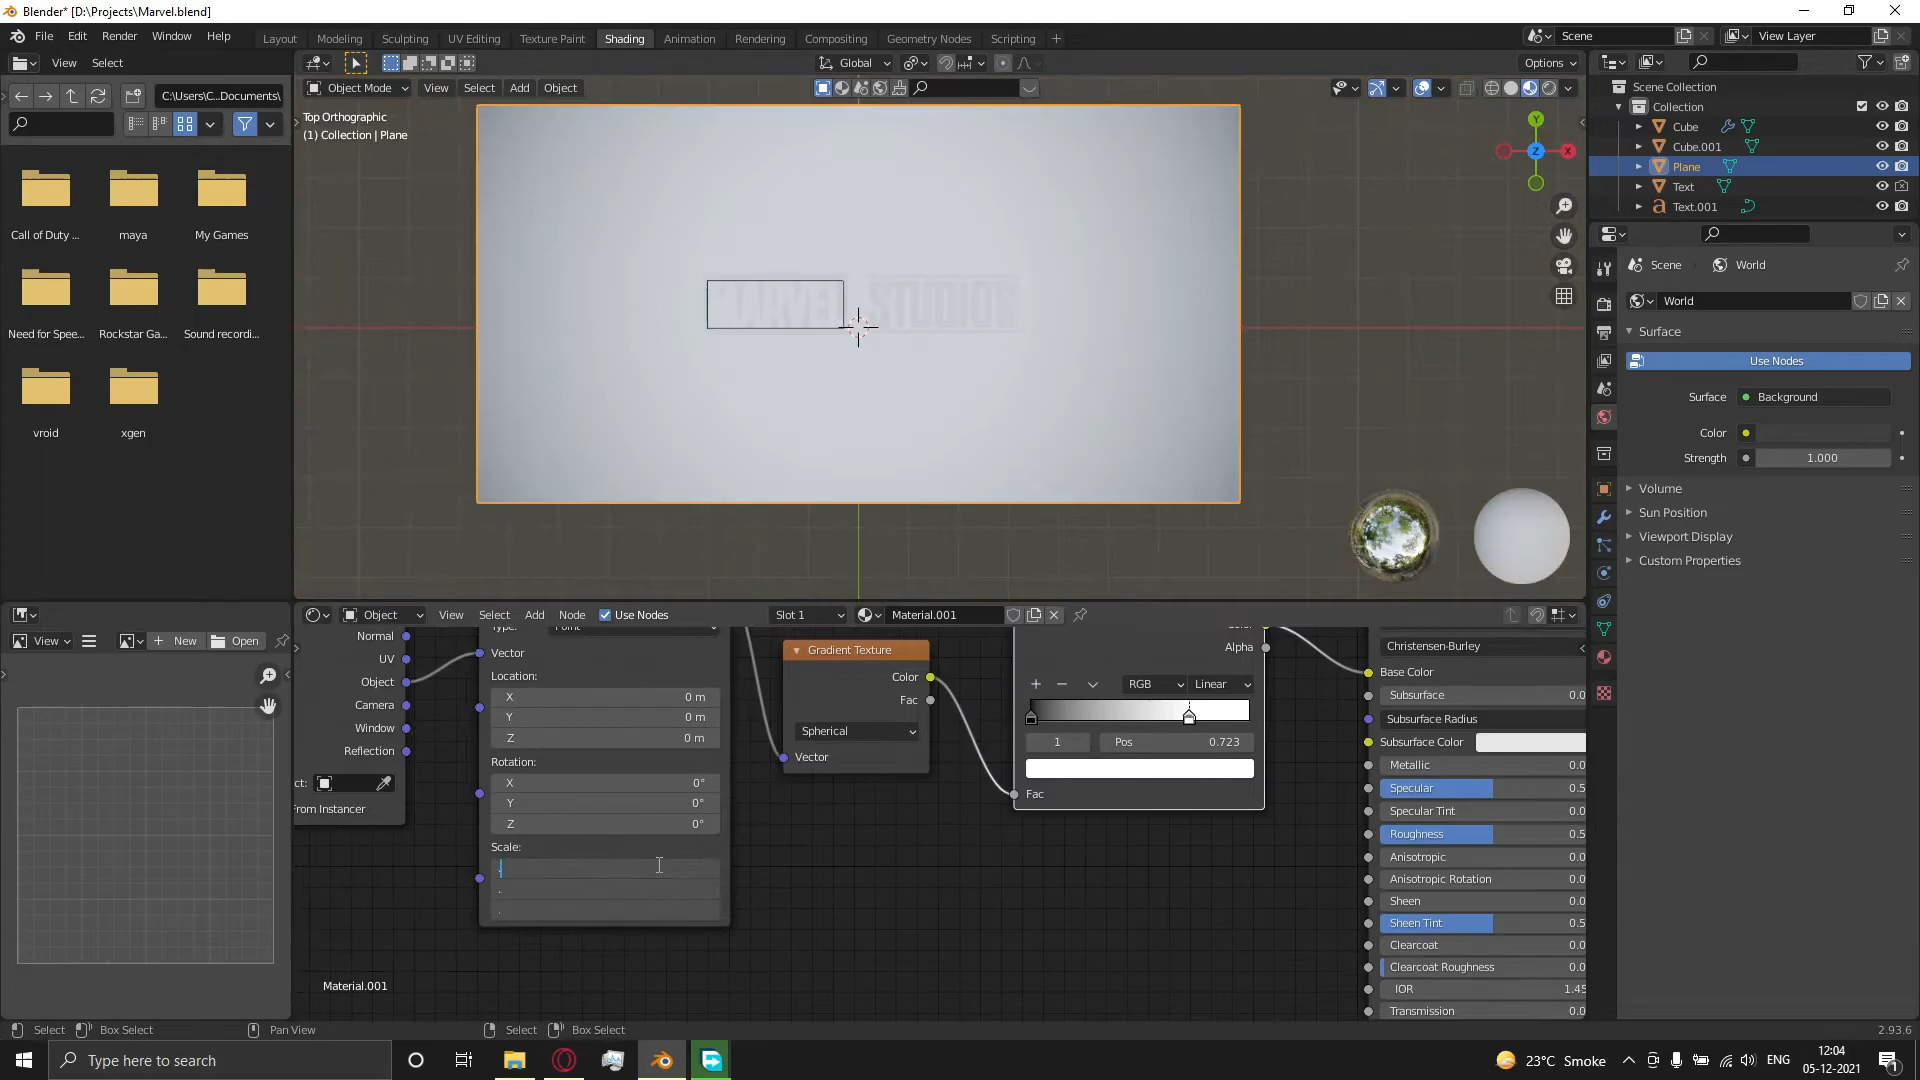 Blender* [D:\Projects\Marvel.blend]
File Edit Render Window Help
Layout Modeling Sculpting UV Editing Texture Paint Shading Animation Rendering Compositing Geometry Nodes Scripting
Scene
View Layer
View Select
Global
Options
C:\Users\C...Documents\
Object Mode View Select Add Object
Top Orthographic
(1) Collection | Plane
Scene Collection
Collection
Cube
Cube.001
Plane
Text
Text.001
Call of Duty ...
maya
My Games
Need for Spee...
Rockstar Ga...
Sound recordi...
vroid
xgen
MARVEL STUDIOS
Y
X
Z
Scene World
World
Surface
Use Nodes
Surface Background
Color
Strength 1.000
Volume
Sun Position
Viewport Display
Custom Properties
View
New
Open
Object View Select Add Node Use Nodes
Slot 1
Material.001
Normal
UV
Object
Camera
Window
Reflection
ct:
From Instancer
Type: Point
Vector
Location:
X 0 m
Y 0 m
Z 0 m
Rotation:
X 0°
Y 0°
Z 0°
Scale:
.
.
.
Gradient Texture
Color
Fac
Spherical
Vector
Color
Alpha
RGB Linear
1 Pos 0.723
Fac
Christensen-Burley
Base Color
Subsurface 0.0
Subsurface Radius
Subsurface Color
Metallic 0.0
Specular 0.5
Specular Tint 0.0
Roughness 0.5
Anisotropic 0.0
Anisotropic Rotation 0.0
Sheen 0.0
Sheen Tint 0.5
Clearcoat 0.0
Clearcoat Roughness 0.0
IOR 1.45
Transmission 0.0
Material.001
Select Box Select Pan View Select Box Select
2.93.6
Type here to search
23°C Smoke
ENG
12:04
05-12-2021
1